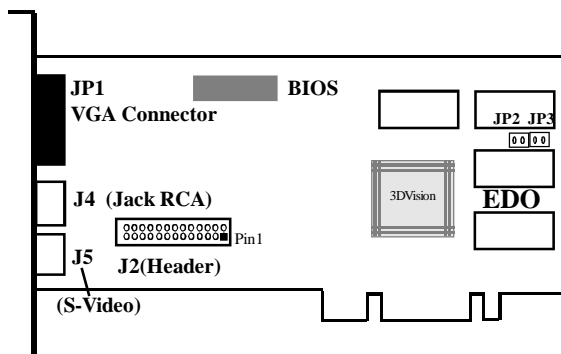 JP1
VGA Connector
BIOS
JP2 JP3
J4 (Jack RCA)
3DVision
EDO
Pin1
J5
J2(Header)
(S-Video)